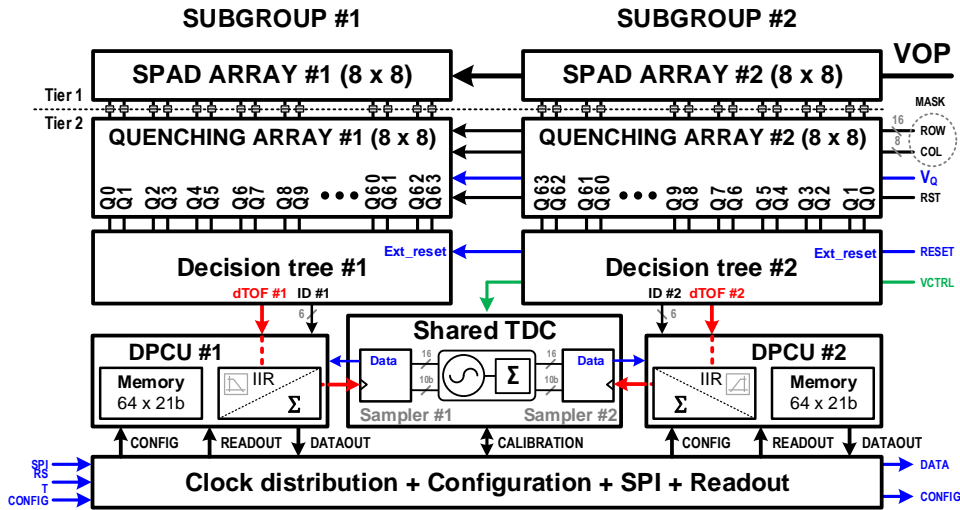 SUBGROUP #1
SUBGROUP #2
SPAD ARRAY #1 (8 x 8)
SPAD ARRAY #2 (8 x 8)
VOP
Tier 1
Tier 2
MASK
QUENCHING ARRAY #1 (8 x 8)
QUENCHING ARRAY #2 (8 x 8)
16
ROW
8
COL
VQ
RST
Q0
Q1
Q2
Q3
Q4
Q5
Q6
Q7
Q8
Q9
Q60
Q61
Q62
Q63
Q63
Q62
Q61
Q60
Q9
Q8
Q7
Q6
Q5
Q4
Q3
Q2
Q1
Q0
Ext_reset
Ext_reset
RESET
Decision tree #1
Decision tree #2
VCTRL
dTOF #1
ID #1
ID #2
dTOF #2
6
6
Shared TDC
DPCU #1
DPCU #2
Data
16
16
Data
Memory
64 x 21b
IIR
Σ
10b
Σ
10b
IIR
Σ
Memory
64 x 21b
Sampler #1
Sampler #2
CONFIG
READOUT
DATAOUT
CALIBRATION
CONFIG
READOUT
DATAOUT
SPI
RS
T
CONFIG
Clock distribution + Configuration + SPI + Readout
DATA
CONFIG